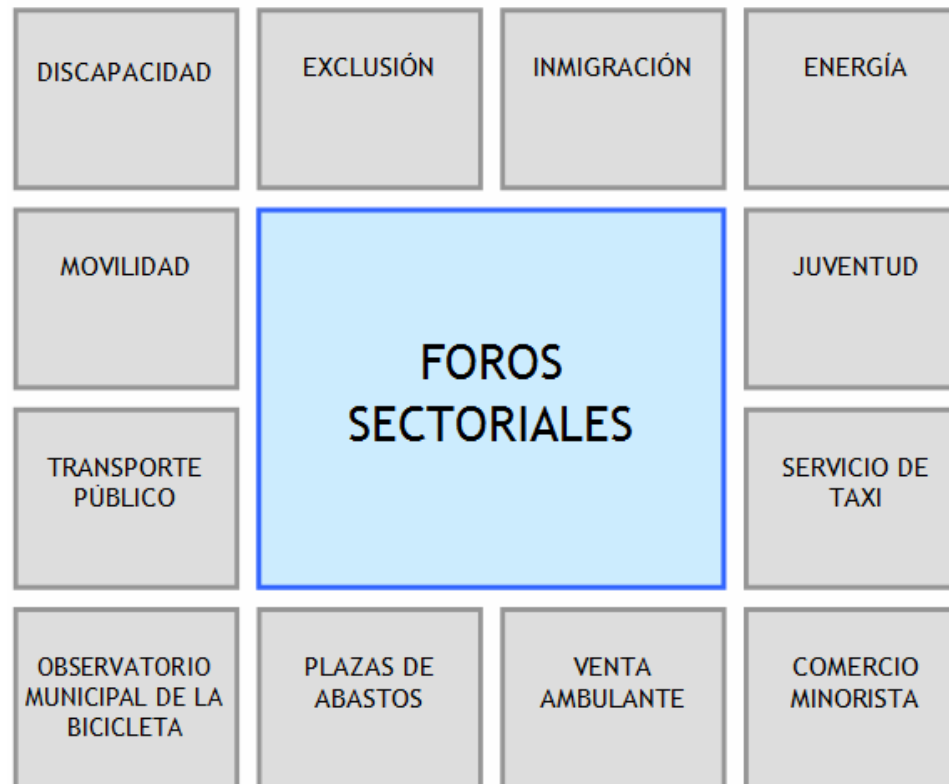 DISCAPACIDAD
EXCLUSIÓN
INMIGRACIÓN
ENERGÍA
MOVILIDAD
FOROS
SECTORIALES
JUVENTUD
TRANSPORTE
PÚBLICO
SERVICIO DE
TAXI
OBSERVATORIO
MUNICIPAL DE LA
BICICLETA
PLAZAS DE
ABASTOS
VENTA
AMBULANTE
COMERCIO
MINORISTA